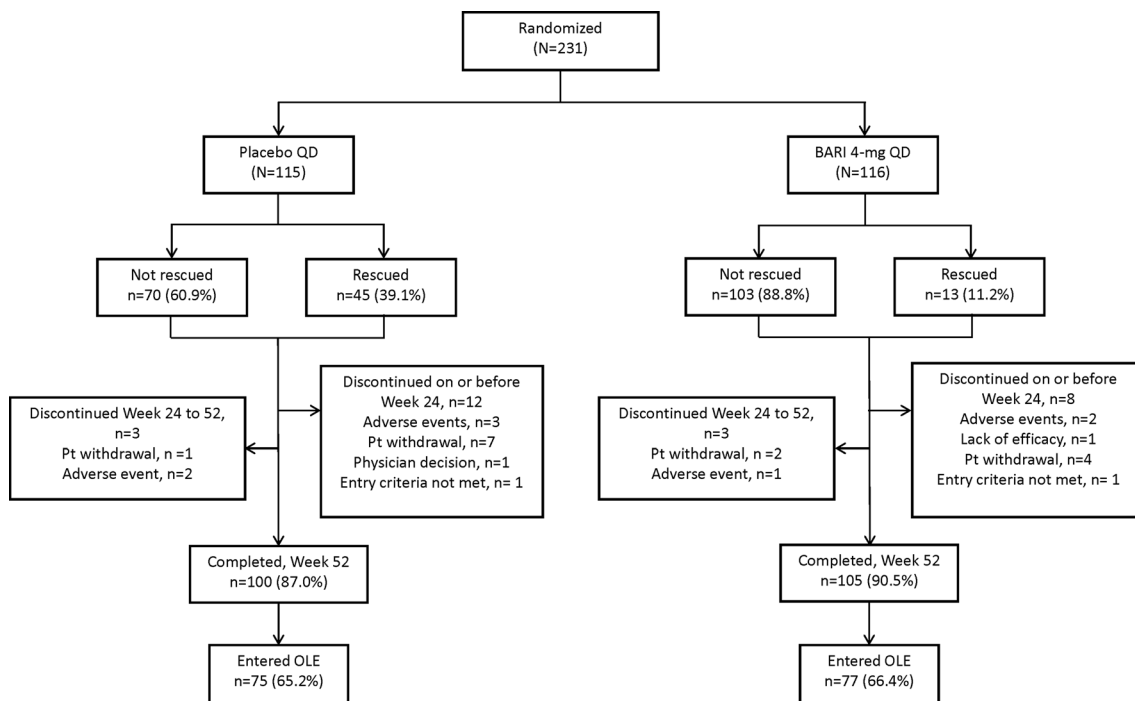 Randomized
(N=231)
Placebo QD
(N=115)
BARI 4-mg QD
(N=116)
Not rescued
n=70 (60.9%)
Rescued
n=45 (39.1%)
Not rescued
n=103 (88.8%)
Rescued
n=13 (11.2%)
Discontinued Week 24 to 52,
n=3
Pt withdrawal, n =1
Adverse event, n=2
Discontinued on or before
Week 24, n=12
Adverse events, n=3
Pt withdrawal, n=7
Physician decision, n=1
Entry criteria not met, n= 1
Discontinued Week 24 to 52,
n=3
Pt withdrawal, n =2
Adverse event, n=1
Discontinued on or before
Week 24, n=8
Adverse events, n=2
Lack of efficacy, n=1
Pt withdrawal, n=4
Entry criteria not met, n= 1
Completed, Week 52
n=100 (87.0%)
Completed, Week 52
n=105 (90.5%)
Entered OLE
n=75 (65.2%)
Entered OLE
n=77 (66.4%)